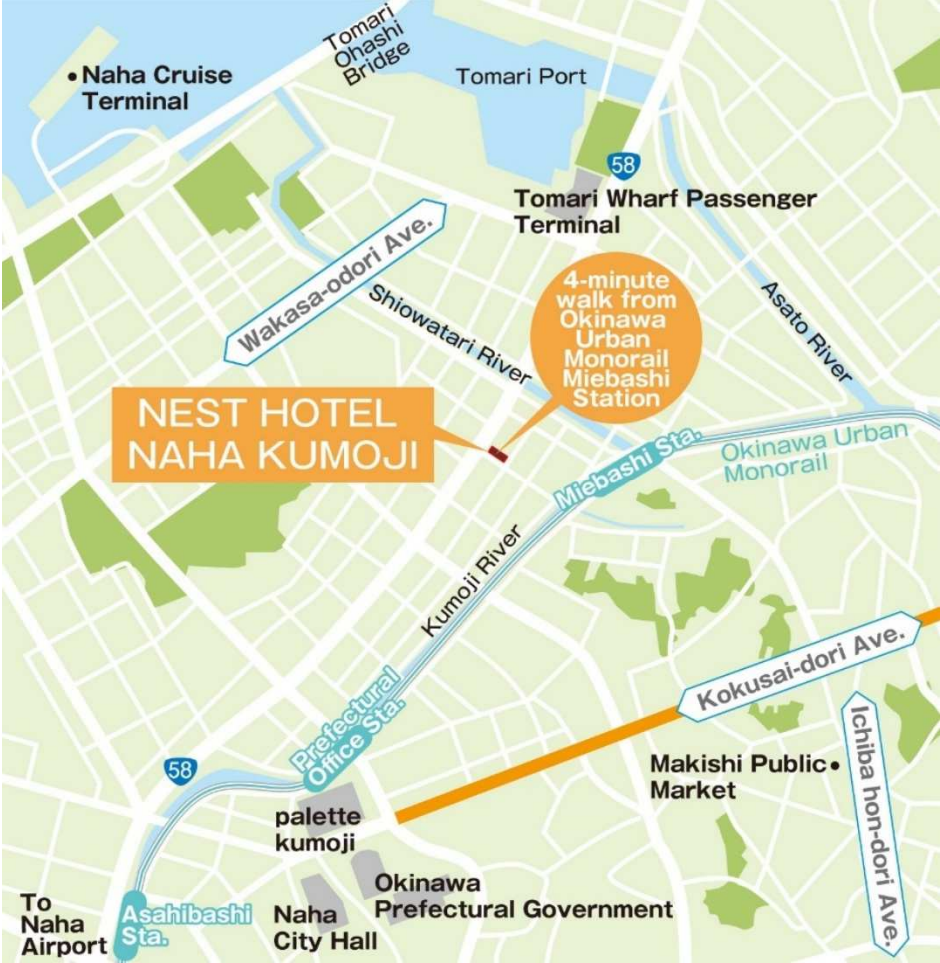 Tomari
Ohashi
Bridge
Naha Cruise
Terminal
Tomari Port
58
Tomari Wharf Passenger
Terminal
Wakasa-odori Ave.
Shiowatari River
4-minute
walk from
Okinawa
Urban
Monorail
Miebashi
Station
Asato River
NEST HOTEL
NAHA KUMOJI
Miebashi Sta.
Okinawa Urban
Monorail
Kumoji River
Kokusai-dori Ave.
Prefectural
Office Sta.
58
Makishi Public
Market
Ichiba hon-dori Ave.
palette
kumoji
Okinawa
Prefectural Government
Naha
City Hall
To
Naha
Airport
Asahibashi
Sta.